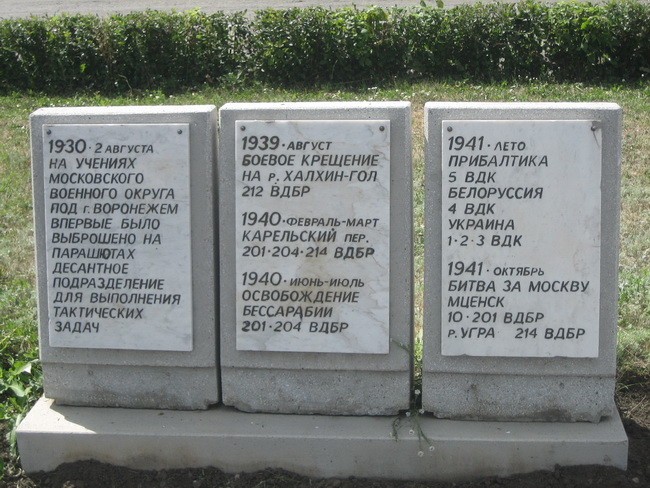 1930 · 2 АВГУСТА
НА УЧЕНИЯХ
МОСКОВСКОГО
ВОЕННОГО ОКРУГА
ПОД г. ВОРОНЕЖЕМ
ВПЕРВЫЕ БЫЛО
ВЫБРОШЕНО НА
ПАРАШЮТАХ
ДЕСАНТНОЕ
ПОДРАЗДЕЛЕНИЕ
ДЛЯ ВЫПОЛНЕНИЯ
ТАКТИЧЕСКИХ
ЗАДАЧ
1939 · АВГУСТ
БОЕВОЕ КРЕЩЕНИЕ
НА р. ХАЛХИН-ГОЛ
212 ВДБР
1940 · ФЕВРАЛЬ-МАРТ
КАРЕЛЬСКИЙ ПЕР.
201·204·214 ВДБР
1940 · ИЮНЬ-ИЮЛЬ
ОСВОБОЖДЕНИЕ
БЕССАРАБИИ
201·204 ВДБР
1941 · ЛЕТО
ПРИБАЛТИКА
5 ВДК
БЕЛОРУССИЯ
4 ВДК
УКРАИНА
1·2·3 ВДК
1941 · ОКТЯБРЬ
БИТВА ЗА МОСКВУ
МЦЕНСК
10·201 ВДБР
р. УГРА 214 ВДБР